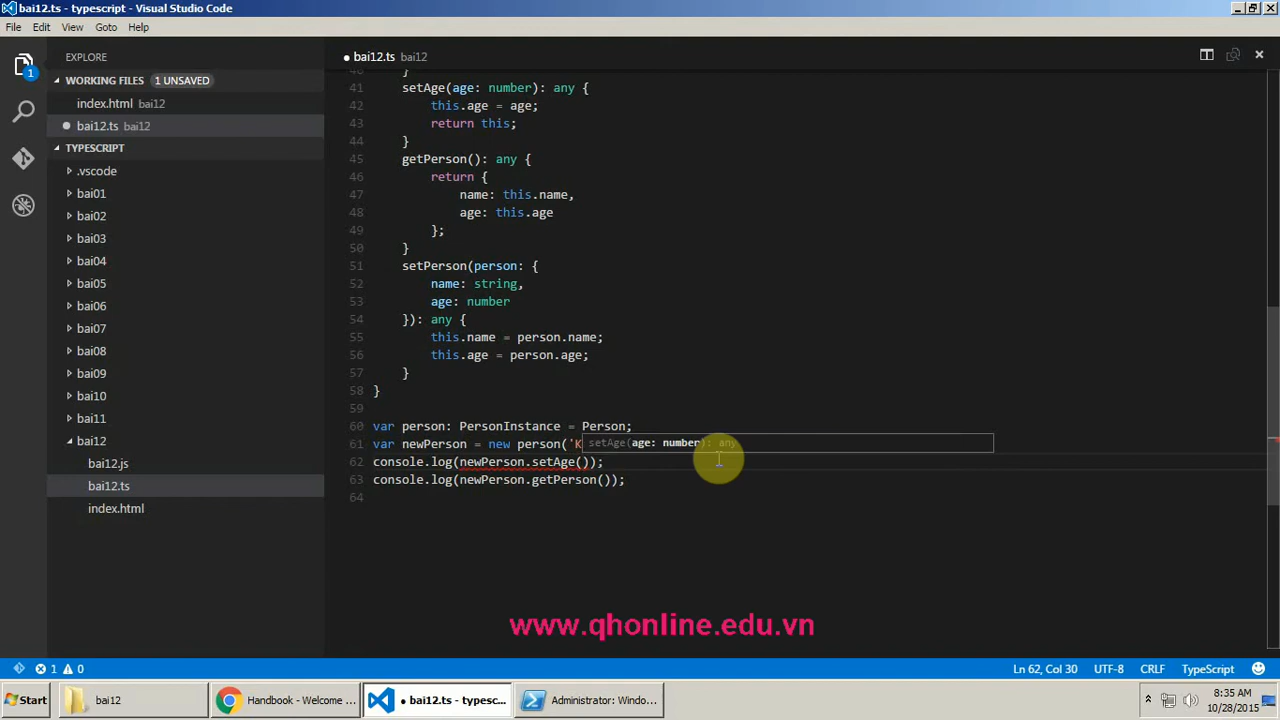 bai12.ts - typescript - Visual Studio Code
File Edit View Goto Help
EXPLORE
bai12.ts bai12
WORKING FILES 1 UNSAVED
1
index.html bai12
bai12.ts bai12
TYPESCRIPT
.vscode
bai01
bai02
bai03
bai04
bai05
bai06
bai07
bai08
bai09
bai10
bai11
bai12
bai12.js
bai12.ts
index.html
40 }
41 setAge(age: number): any {
42 this.age = age;
43 return this;
44 }
45 getPerson(): any {
46 return {
47 name: this.name,
48 age: this.age
49 };
50 }
51 setPerson(person: {
52 name: string,
53 age: number
54 }): any {
55 this.name = person.name;
56 this.age = person.age;
57 }
58 }
59
60 var person: PersonInstance = Person;
61 var newPerson = new person('K
setAge(age: number): any
62 console.log(newPerson.setAge());
63 console.log(newPerson.getPerson());
64
www.qhonline.edu.vn
1 0
Ln 62, Col 30 UTF-8 CRLF TypeScript
Start bai12 Handbook - Welcome ... bai12.ts - typesc... Administrator: Windo...
8:35 AM
10/28/2015